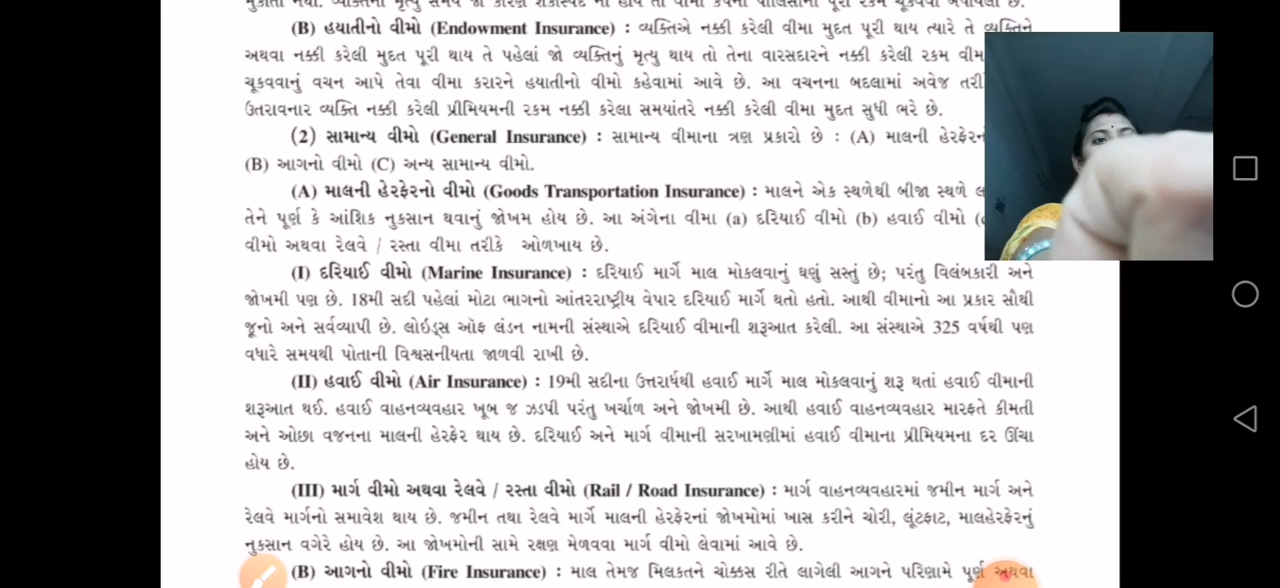 (B) હયાતીનો વીમો (Endowment Insurance) : વ્યક્તિએ નક્કી કરેલી વીમા મુદત પૂરી થાય ત્યારે તે વ્યક્તિને
અથવા નક્કી કરેલી મુદત પૂરી થાય તે પહેલાં જો વ્યક્તિનું મૃત્યુ થાય તો તેના વારસદારને નક્કી કરેલી રકમ
ચૂકવવાનું વચન આપે તેવા વીમા કરારને હયાતીનો વીમો કહેવામાં આવે છે. આ વચનના બદલામાં અવેજ
ઉતરાવનાર વ્યક્તિ નક્કી કરેલી પ્રીમિયમની રકમ નક્કી કરેલા સમયાંતરે નક્કી કરેલી વીમા મુદત સુધી ભરે છે.
(2) સામાન્ય વીમો (General Insurance) : સામાન્ય વીમાના ત્રણ પ્રકારો છે : (A) માલની
(B) આગનો વીમો (C) અન્ય સામાન્ય વીમો.
(A) માલની હેરફેરનો વીમો (Goods Transportation Insurance) : માલને એક સ્થળેથી બીજા સ્થળે
તેને પૂર્ણ કે આંશિક નુકસાન થવાનું જોખમ હોય છે. આ અંગેના વીમા (a) દરિયાઈ વીમો (b) હવાઈ વીમો
વીમો અથવા રેલવે / રસ્તા વીમા તરીકે ઓળખાય છે.
(I) દરિયાઈ વીમો (Marine Insurance) : દરિયાઈ માર્ગે માલ મોકલવાનું ઘણું સસ્તું છે; પરંતુ વિલંબકારી અને
જોખમી પણ છે. 18મી સદી પહેલાં મોટા ભાગનો આંતરરાષ્ટ્રીય વેપાર દરિયાઈ માર્ગે થતો હતો. આથી વીમાનો આ પ્રકાર સૌથી
જૂનો અને સર્વવ્યાપી છે. લોઇડ્સ ઑફ લંડન નામની સંસ્થાએ દરિયાઈ વીમાની શરૂઆત કરેલી. આ સંસ્થાએ 325 વર્ષથી પણ
વધારે સમયથી પોતાની વિશ્વસનીયતા જાળવી રાખી છે.
(II) હવાઈ વીમો (Air Insurance) : 19મી સદીના ઉત્તરાર્ધથી હવાઈ માર્ગે માલ મોકલવાનું શરૂ થતાં હવાઈ વીમાની
શરૂઆત થઈ. હવાઈ વાહનવ્યવહાર ખૂબ જ ઝડપી પરંતુ ખર્ચાળ અને જોખમી છે. આથી હવાઈ વાહનવ્યવહાર મારફતે કીમતી
અને ઓછા વજનના માલની હેરફેર થાય છે. દરિયાઈ અને માર્ગ વીમાની સરખામણીમાં હવાઈ વીમાના પ્રીમિયમના દર ઊંચા
હોય છે.
(III) માર્ગ વીમો અથવા રેલવે / રસ્તા વીમો (Rail / Road Insurance) : માર્ગ વાહનવ્યવહારમાં જમીન માર્ગ અને
રેલવે માર્ગનો સમાવેશ થાય છે. જમીન તથા રેલવે માર્ગે માલની હેરફેરનાં જોખમોમાં ખાસ કરીને ચોરી, લૂંટફાટ, માલહેરફેરનું
નુકસાન વગેરે હોય છે. આ જોખમોની સામે રક્ષણ મેળવવા માર્ગ વીમો લેવામાં આવે છે.
(B) આગનો વીમો (Fire Insurance) : માલ તેમજ મિલકતને ચોક્કસ રીતે લાગેલી આગને પરિણામે પૂર્ણ અથવા